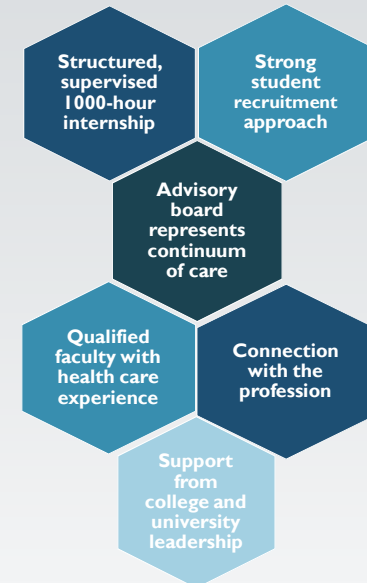 Structured,
supervised
1000-hour
internship
Strong
student
recruitment
approach
Advisory
board
represents
continuum
of care
Qualified
faculty with
health care
experience
Connection
with the
profession
Support
from
college and
university
leadership